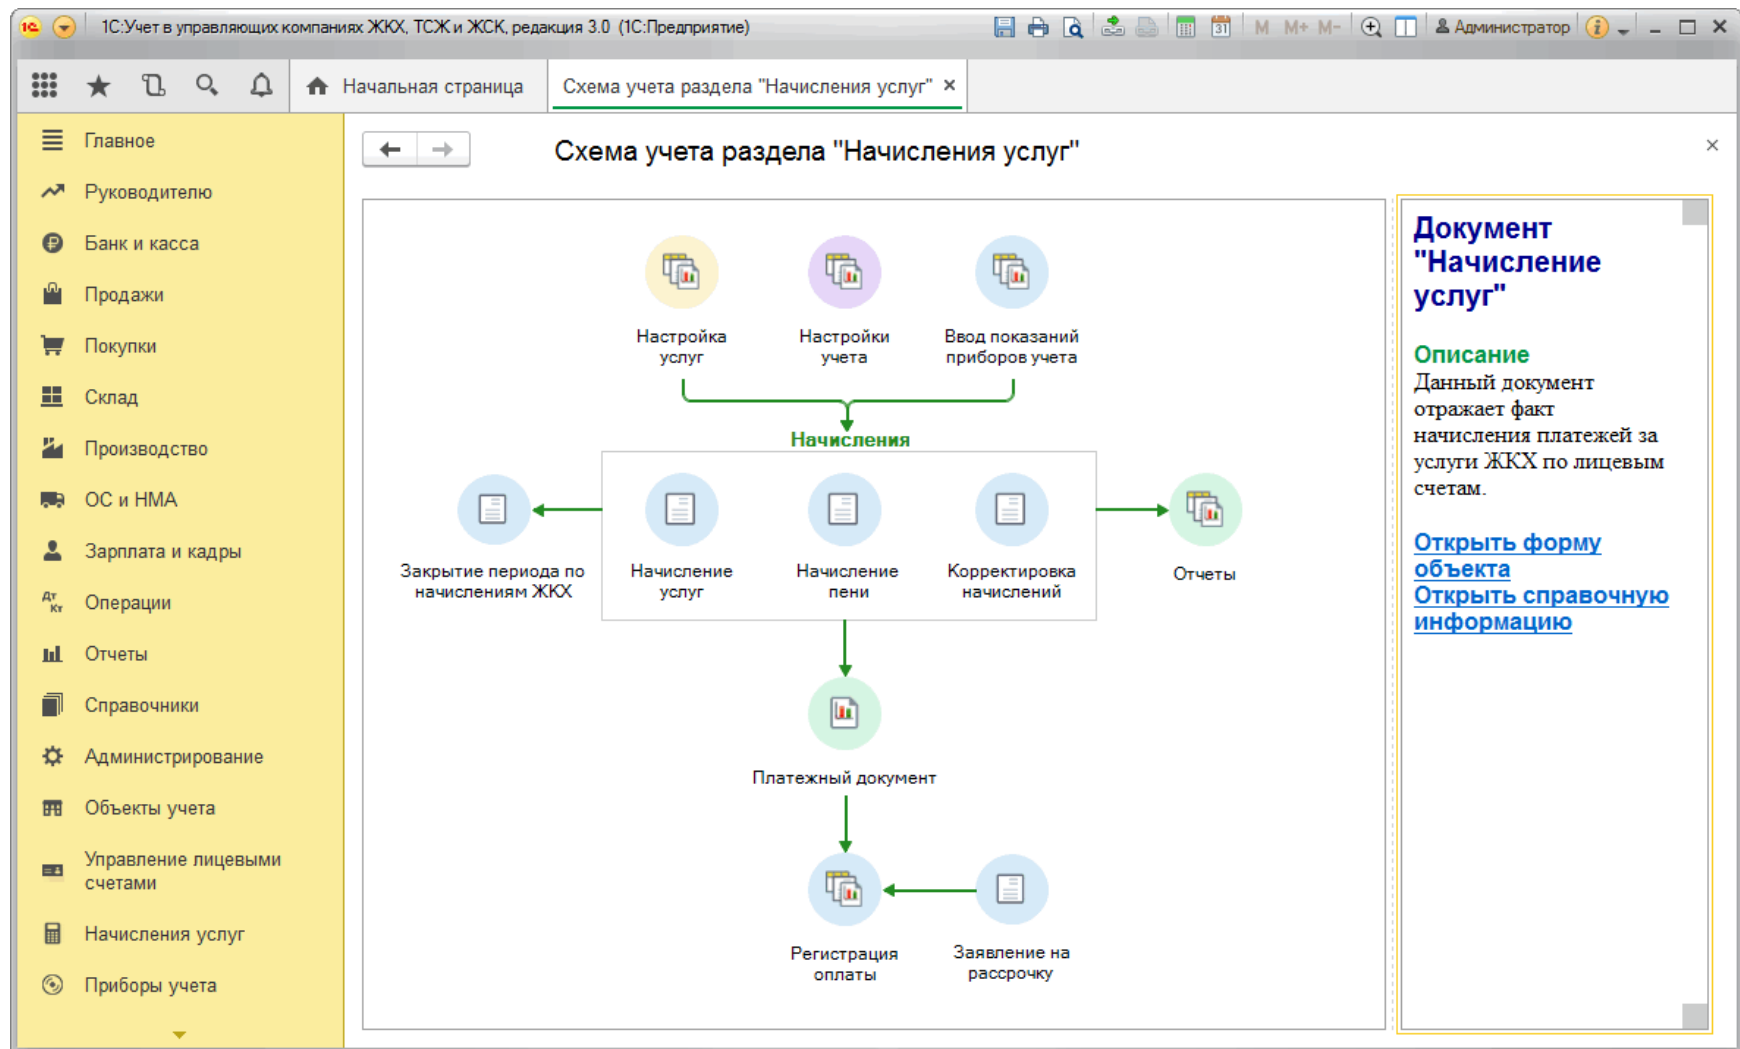 1С:Учет в управляющих компаниях ЖКХ, ТСЖ и ЖСК, редакция 3.0 (1С:Предприятие)
31
M M+ M-
Администратор
Начальная страница
Схема учета раздела "Начисления услуг"
Главное
Руководителю
Банк и касса
Продажи
Покупки
Склад
Производство
ОС и НМА
Зарплата и кадры
Дт
Кт
Операции
Отчеты
Справочники
Администрирование
Объекты учета
Управление лицевыми
счетами
Начисления услуг
Приборы учета
Схема учета раздела "Начисления услуг"
Настройка
услуг
Настройки
учета
Ввод показаний
приборов учета
Начисления
Закрытие периода по
начислениям ЖКХ
Начисление
услуг
Начисление
пени
Корректировка
начислений
Отчеты
Платежный документ
Регистрация
оплаты
Заявление на
рассрочку
Документ
"Начисление
услуг"
Описание
Данный документ
отражает факт
начисления платежей за
услуги ЖКХ по лицевым
счетам.
Открыть форму
объекта
Открыть справочную
информацию